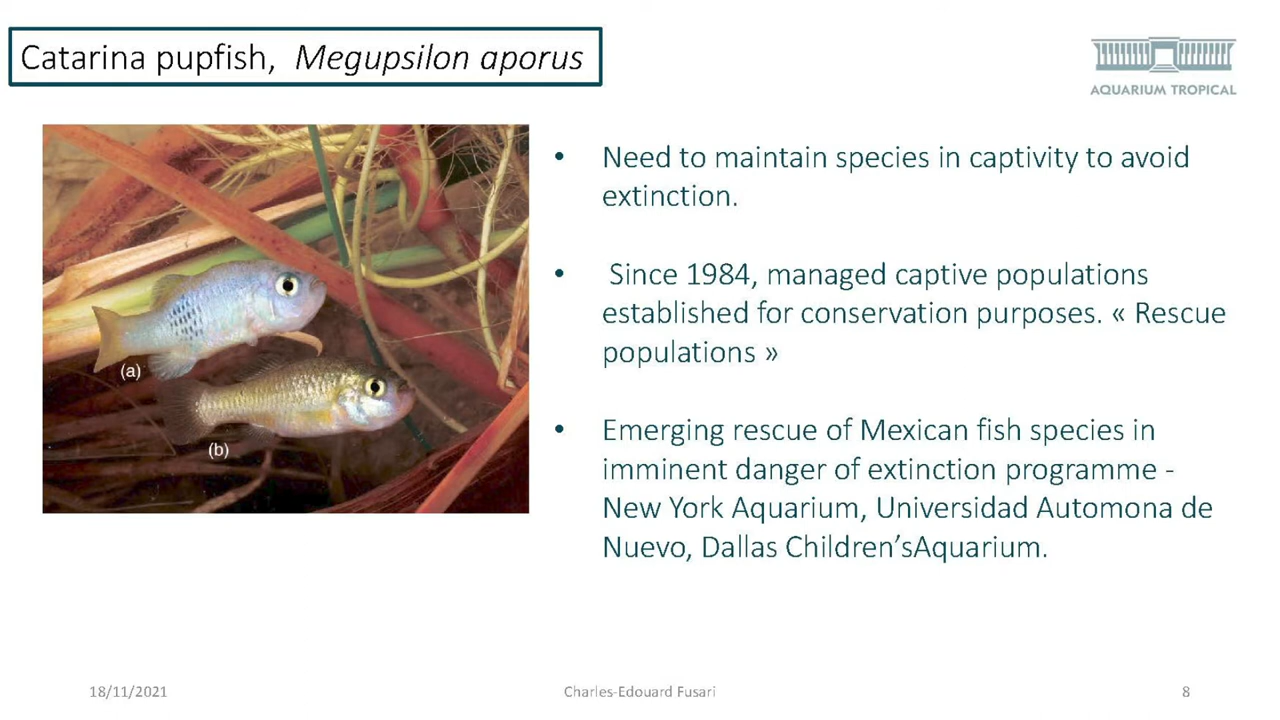 Catarina pupfish, Megupsilon aporus
AQUARIUM TROPICAL
• Need to maintain species in captivity to avoid
extinction.
• Since 1984, managed captive populations
established for conservation purposes. « Rescue
populations »
• Emerging rescue of Mexican fish species in
imminent danger of extinction programme -
New York Aquarium, Universidad Automona de
Nuevo, Dallas Children'sAquarium.
(a)
(b)
18/11/2021
Charles-Edouard Fusari
8